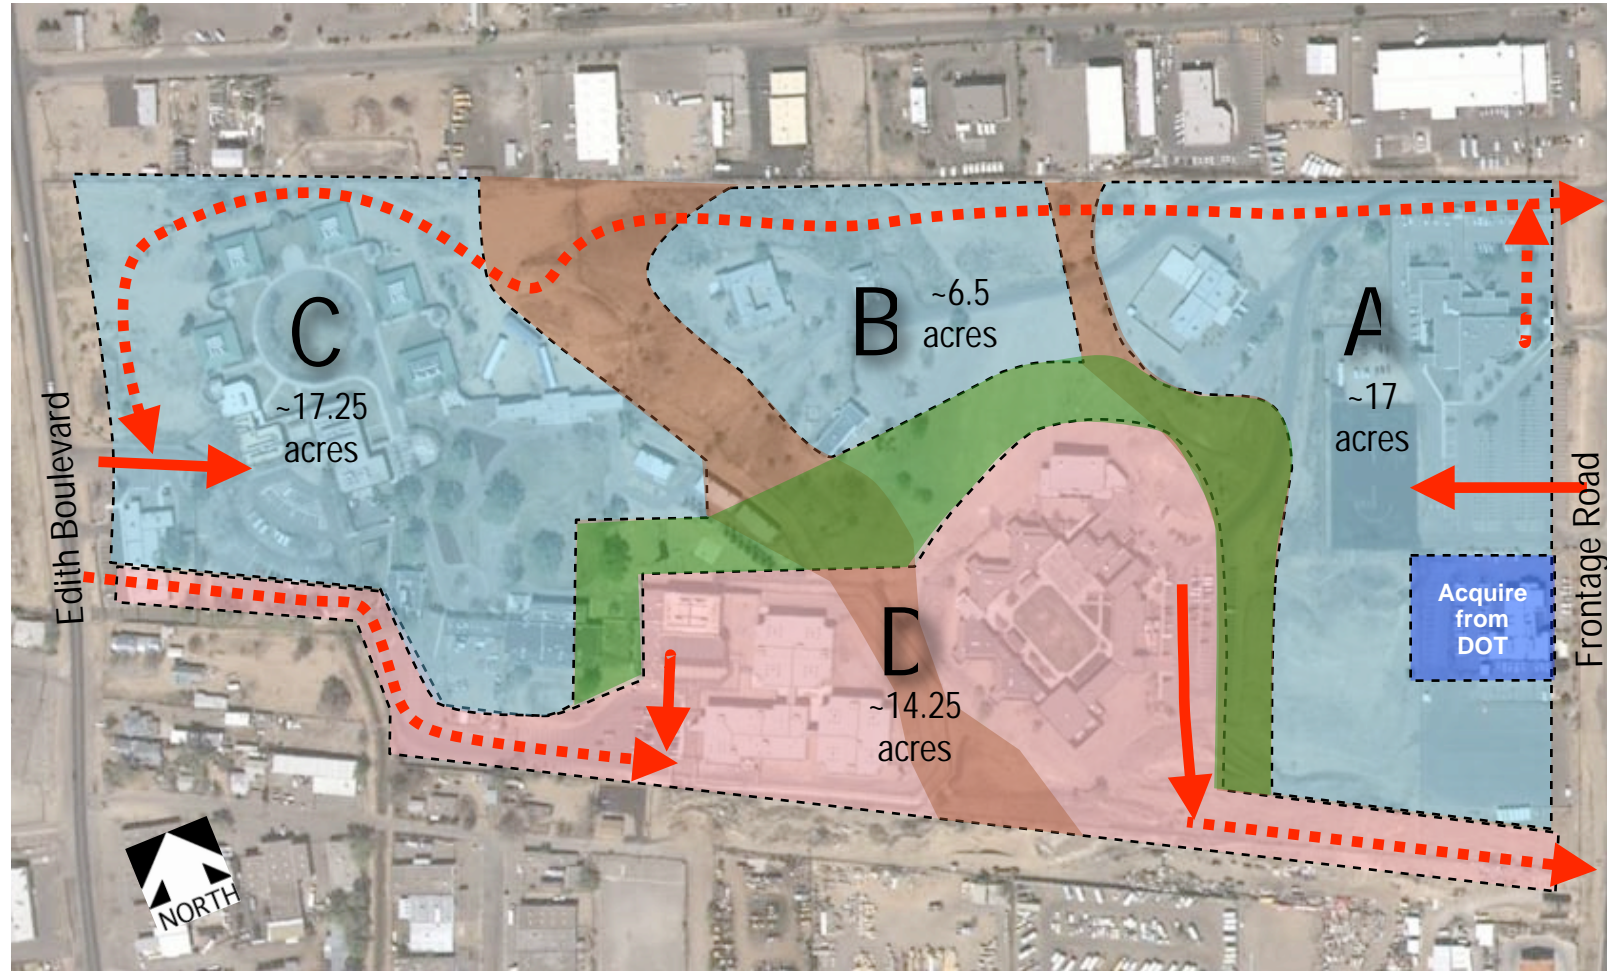 C
~17.25
acres
B
~6.5
acres
A
~17
acres
Edith Boulevard
Frontage Road
Acquire
from
DOT
D
~14.25
acres
NORTH